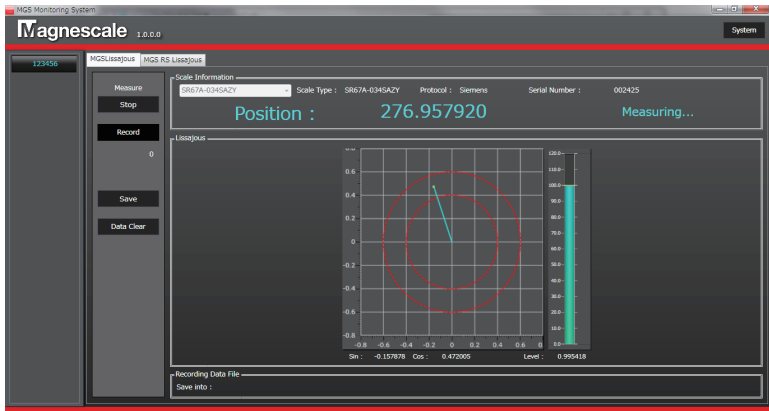 MGS Monitoring System
Magnescale 1.0.0.0
System
123456
MGSLissajous MGS RS Lissajous
Measure
Stop
Record
0
Save
Data Clear
Scale Information
SR67A-034SAZY Scale Type : SR67A-034SAZY Protocol : Siemens Serial Number : 002425
Position : 276.957920 Measuring...
Lissajous
0.6
0.4
0.2
0
-0.2
-0.4
-0.6
-0.8
-0.8 -0.6 -0.4 -0.2 0 0.2 0.4 0.6 0
120.0
110.0
100.0
90.0
80.0
70.0
60.0
50.0
40.0
30.0
20.0
10.0
0.0
Sin : -0.157878 Cos : 0.472005 Level : 0.995418
Recording Data File
Save into :